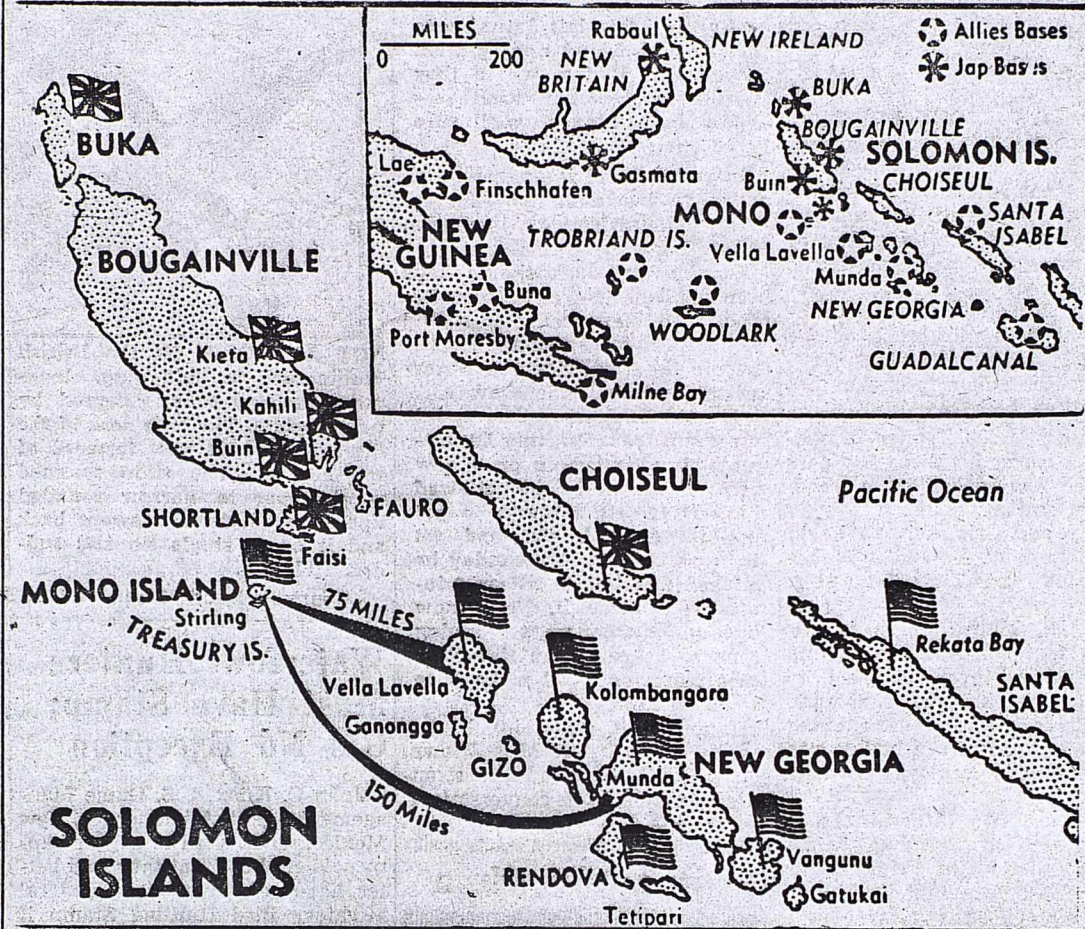 MILES
0 200
Rabaul
NEW IRELAND
NEW
BRITAIN
Allies Bases
Jap Bases
BUKA
BOUGAINVILLE
SOLOMON IS.
CHOISEUL
Lae
Finschhafen
Gasmata
Buin
MONO
SANTA
ISABEL
NEW
GUINEA
TROBRIAND IS.
Vella Lavella
Munda
Buna
NEW GEORGIA
Port Moresby
WOODLARK
GUADALCANAL
Milne Bay
BUKA
BOUGAINVILLE
Kieta
Kahili
Buin
CHOISEUL
Pacific Ocean
SHORTLAND
FAURO
Faisi
MONO ISLAND
Stirling
TREASURY IS.
75 MILES
Rekata Bay
SANTA
ISABEL
Vella Lavella
Kolombangara
Ganongga
GIZO
Munda
NEW GEORGIA
150 Miles
SOLOMON
ISLANDS
RENDOVA
Vangunu
Gatukai
Tetipari